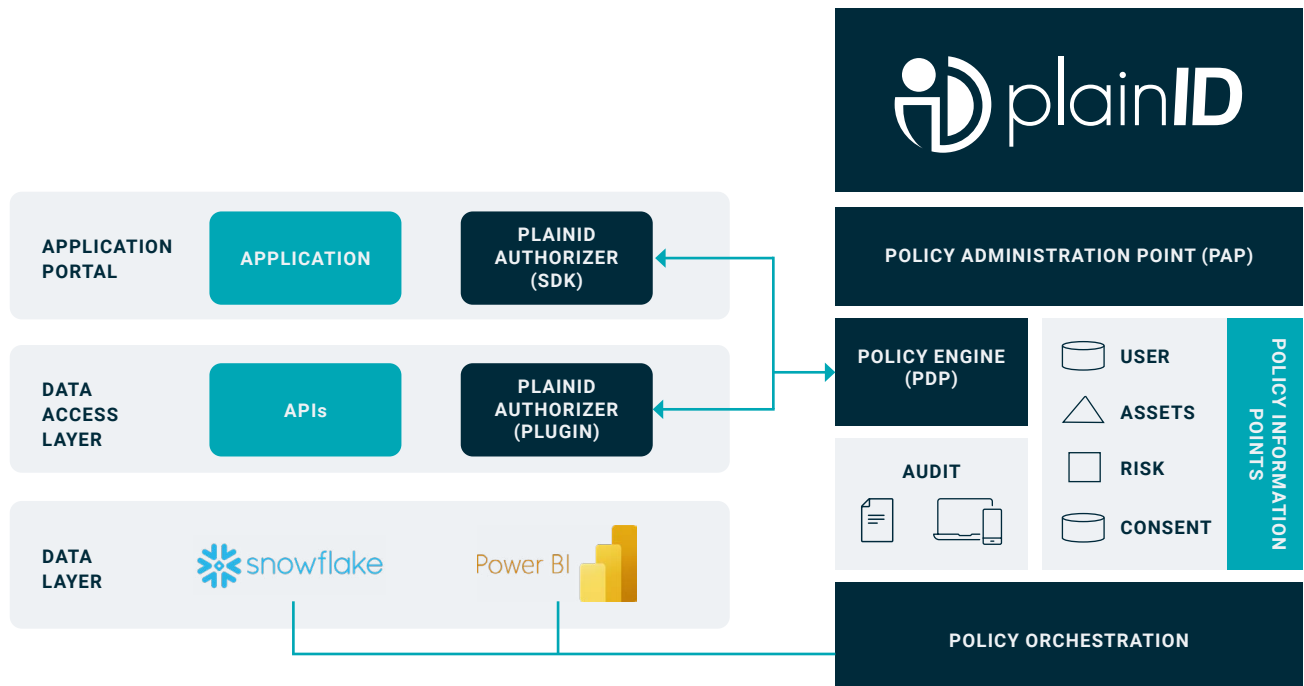 plainID
APPLICATION
PORTAL
APPLICATION
PLAINID
AUTHORIZER
(SDK)
DATA
ACCESS
LAYER
APIs
PLAINID
AUTHORIZER
(PLUGIN)
DATA
LAYER
snowflake
Power BI
POLICY ADMINISTRATION POINT (PAP)
POLICY ENGINE
(PDP)
AUDIT
USER
ASSETS
RISK
CONSENT
POLICY INFORMATION
POINTS
POLICY ORCHESTRATION